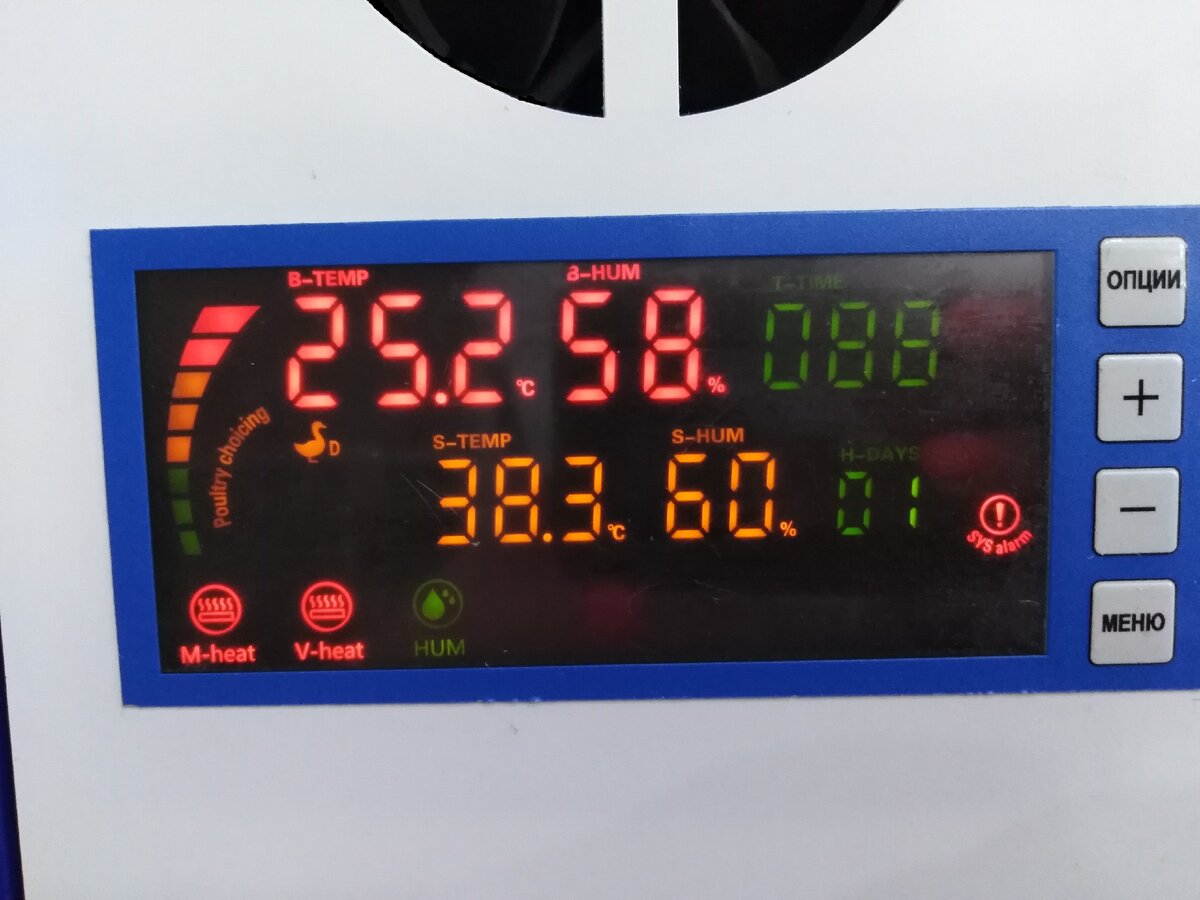 B-TEMP B-HUM T-TIME
25.2 °C 58 % 088
ОПЦИИ
+
Poultry choicing
D
S-TEMP S-HUM H-DAYS
38.3 °C 60 % 01
!
SYS alarm
−
M-heat V-heat HUM
МЕНЮ